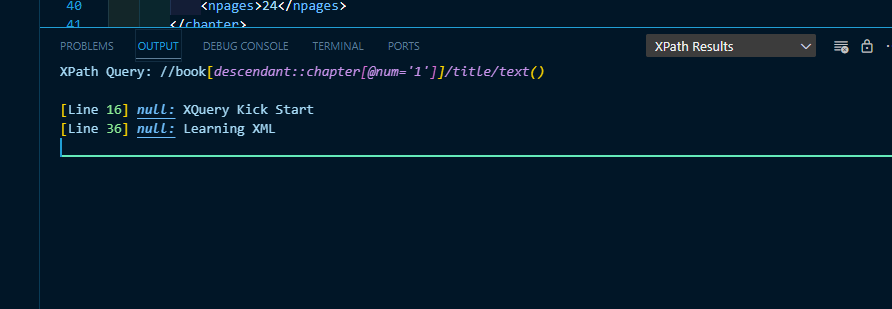 40 <npages>24</npages>
41 </chapter>
PROBLEMS OUTPUT DEBUG CONSOLE TERMINAL PORTS XPath Results
XPath Query: //book[descendant::chapter[@num='1']]/title/text()
[Line 16] null: XQuery Kick Start
[Line 36] null: Learning XML